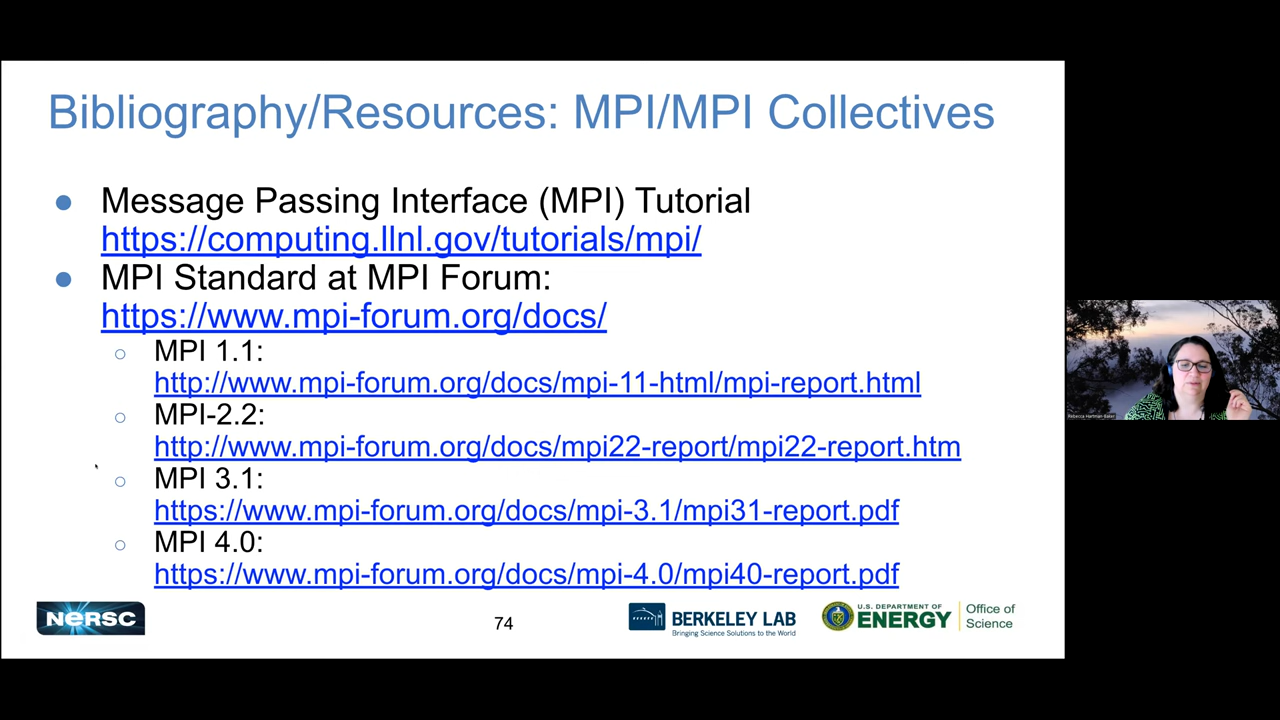 Bibliography/Resources: MPI/MPI Collectives
● Message Passing Interface (MPI) Tutorial
https://computing.llnl.gov/tutorials/mpi/
● MPI Standard at MPI Forum:
https://www.mpi-forum.org/docs/
○ MPI 1.1:
http://www.mpi-forum.org/docs/mpi-11-html/mpi-report.html
○ MPI-2.2:
http://www.mpi-forum.org/docs/mpi22-report/mpi22-report.htm
○ MPI 3.1:
https://www.mpi-forum.org/docs/mpi-3.1/mpi31-report.pdf
○ MPI 4.0:
https://www.mpi-forum.org/docs/mpi-4.0/mpi40-report.pdf
NERSC
74
BERKELEY LAB
Bringing Science Solutions to the World
U.S. DEPARTMENT OF
ENERGY
Office of
Science
Rebecca Hartman-Baker